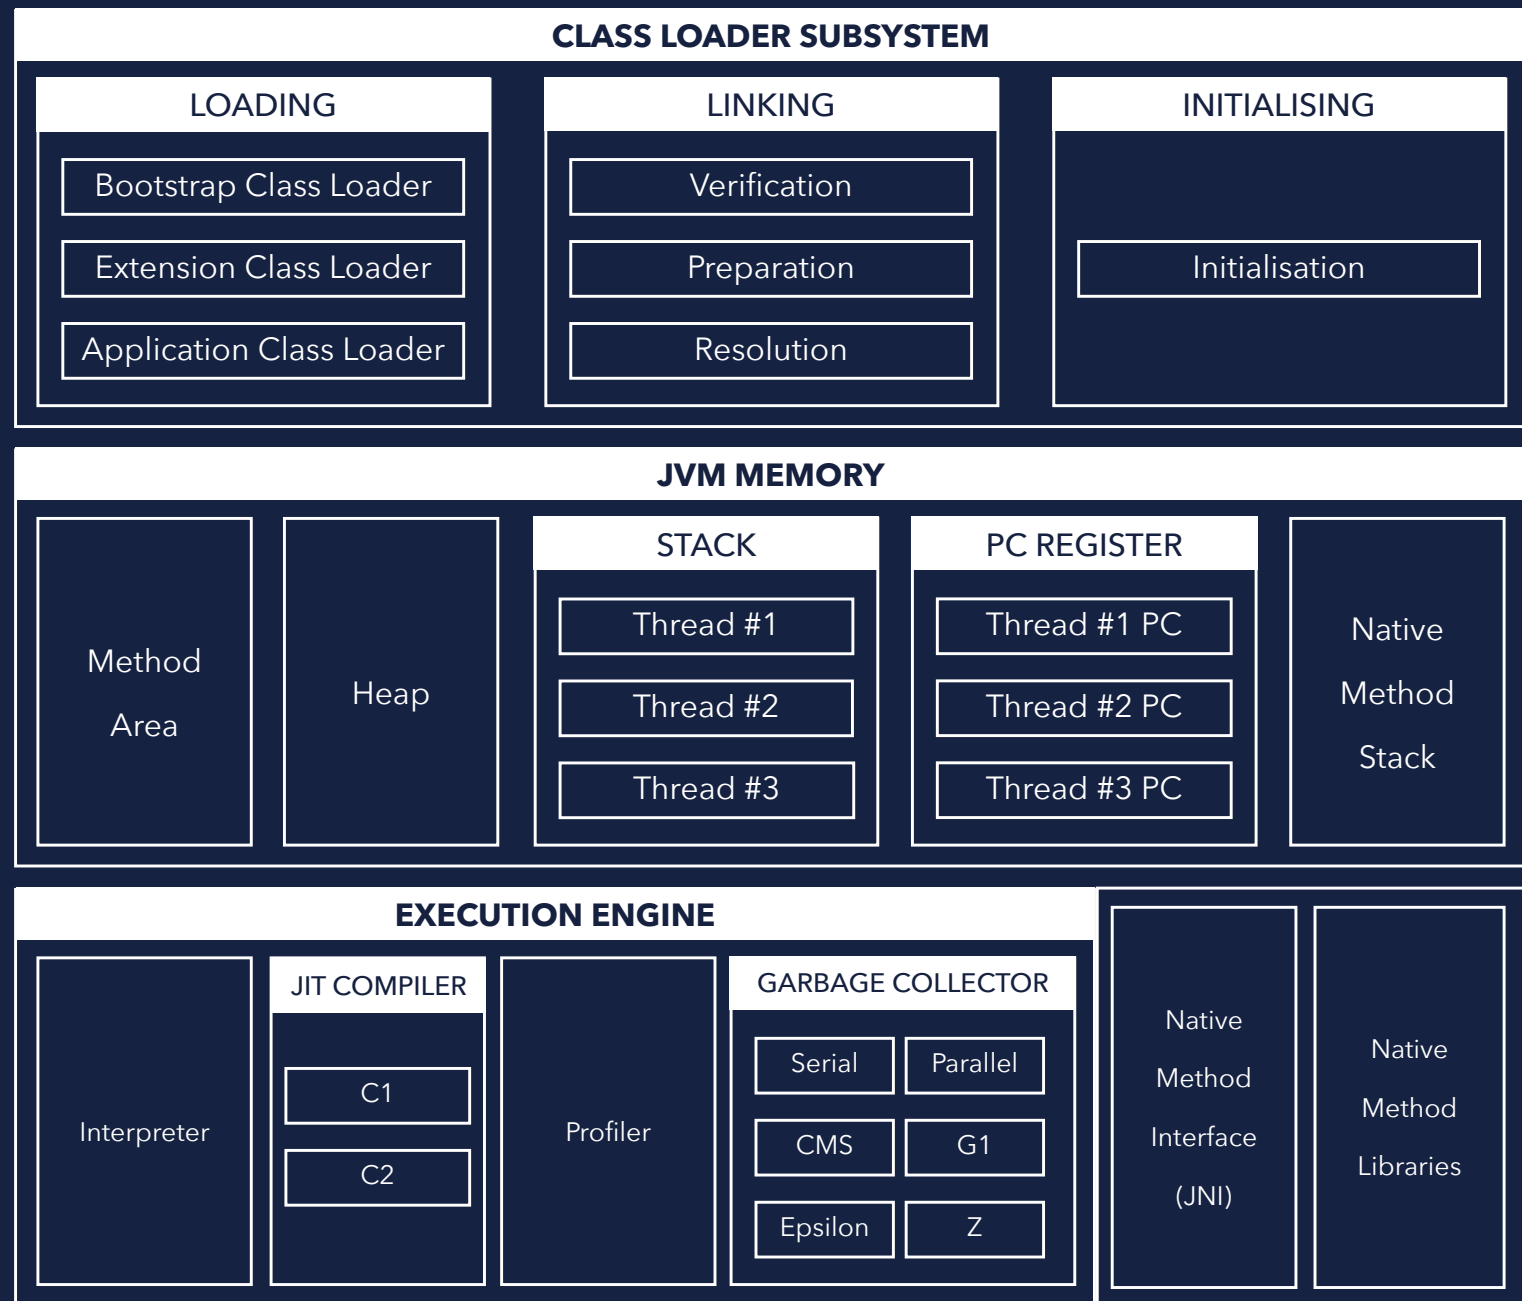 CLASS LOADER SUBSYSTEM
LOADING
Bootstrap Class Loader
Extension Class Loader
Application Class Loader
LINKING
Verification
Preparation
Resolution
INITIALISING
Initialisation
JVM MEMORY
Method
Area
Heap
STACK
Thread #1
Thread #2
Thread #3
PC REGISTER
Thread #1 PC
Thread #2 PC
Thread #3 PC
Native
Method
Stack
EXECUTION ENGINE
Interpreter
JIT COMPILER
C1
C2
Profiler
GARBAGE COLLECTOR
Serial
Parallel
CMS
G1
Epsilon
Z
Native
Method
Interface
(JNI)
Native
Method
Libraries